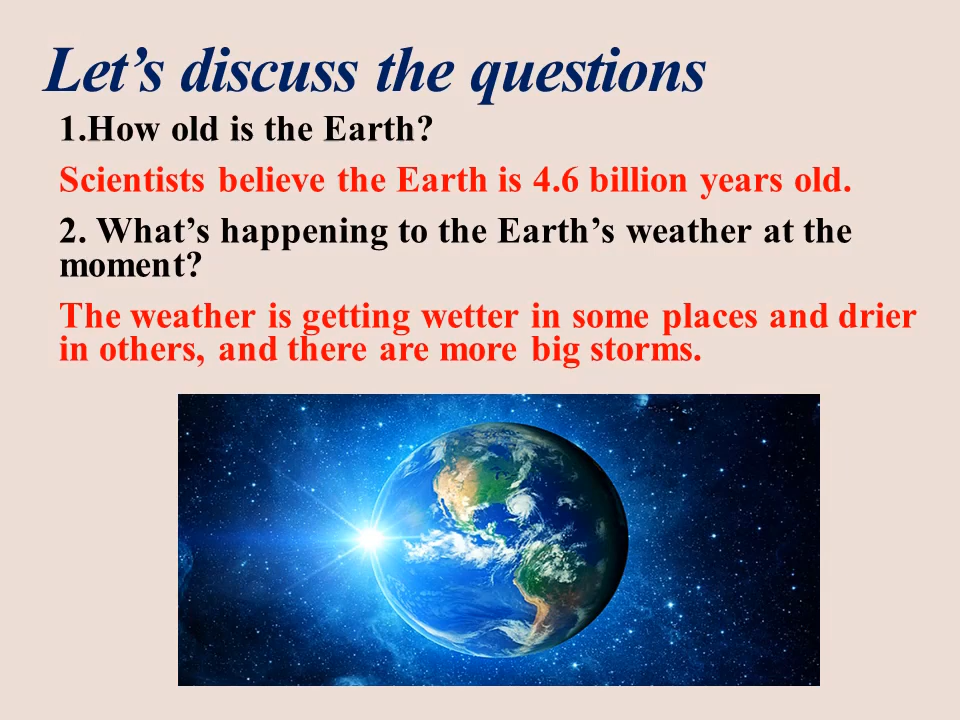 Let’s discuss the questions
1.How old is the Earth?
Scientists believe the Earth is 4.6 billion years old.
2. What’s happening to the Earth’s weather at the
moment?
The weather is getting wetter in some places and drier
in others, and there are more big storms.